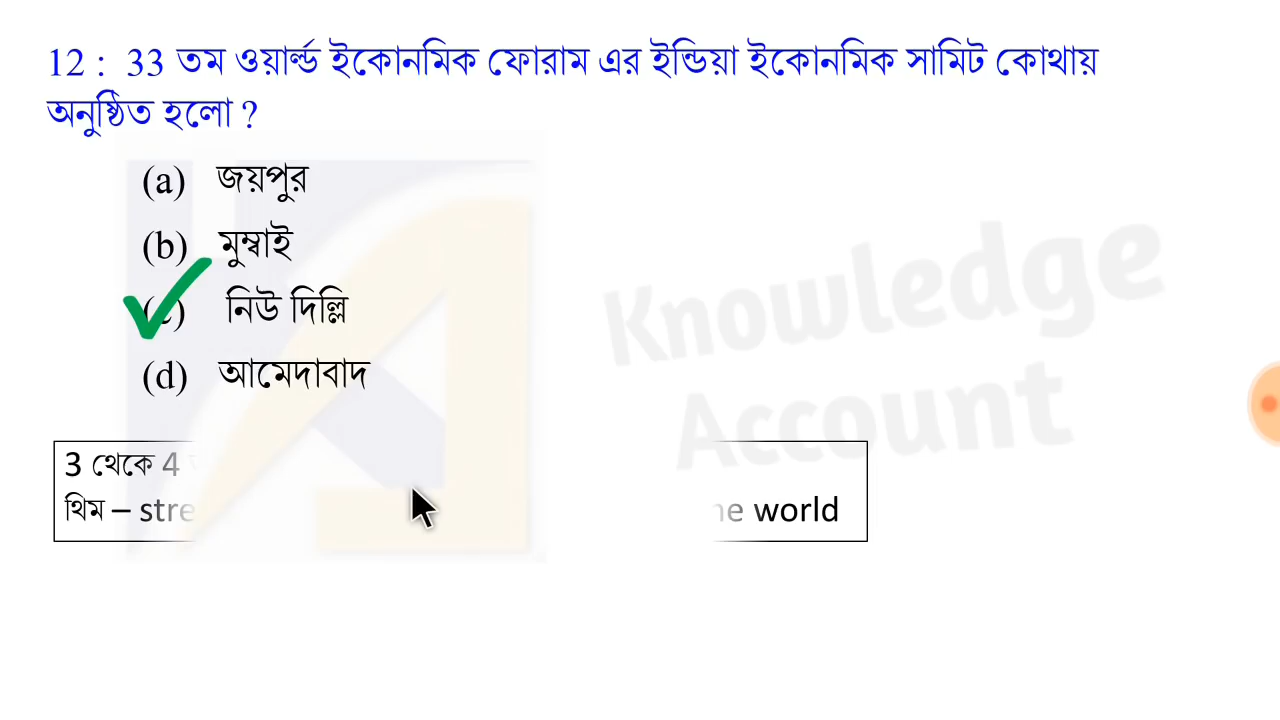 12 : 33 তম ওয়ার্ল্ড ইকোনমিক ফোরাম এর ইন্ডিয়া ইকোনমিক সামিট কোথায়
অনুষ্ঠিত হলো ?
(a) জয়পুর
(b) মুম্বাই
(c) নিউ দিল্লি
(d) আমেদাবাদ
Knowledge
Account
3 থেকে 4
থিম – world